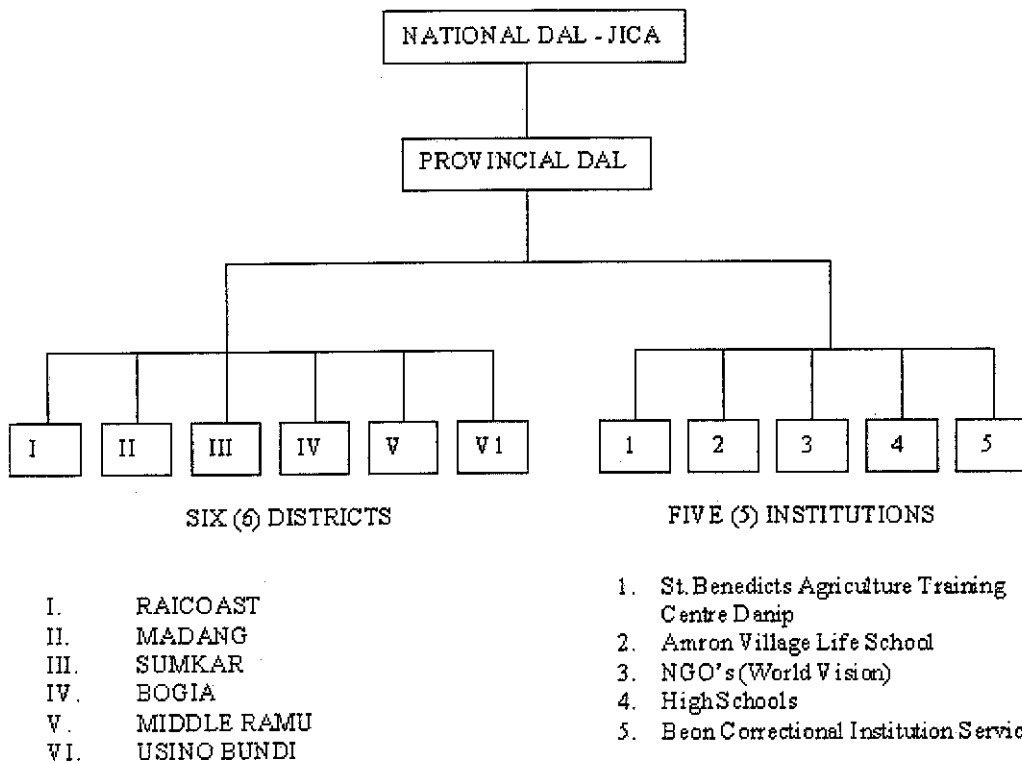 NATIONAL DAL - JICA
PROVINCIAL DAL
I II III IV V V1
1 2 3 4 5
SIX (6) DISTRICTS
FIVE (5) INSTITUTIONS
I. RAICOAST
II. MADANG
III. SUMKAR
IV. BOGIA
V. MIDDLE RAMU
VI. USINO BUNDI
1. St. Benedicts Agriculture Training
Centre Danip
2. Amron Village Life School
3. NGO's (World Vision)
4. High Schools
5. Beon Correctional Institution Servic